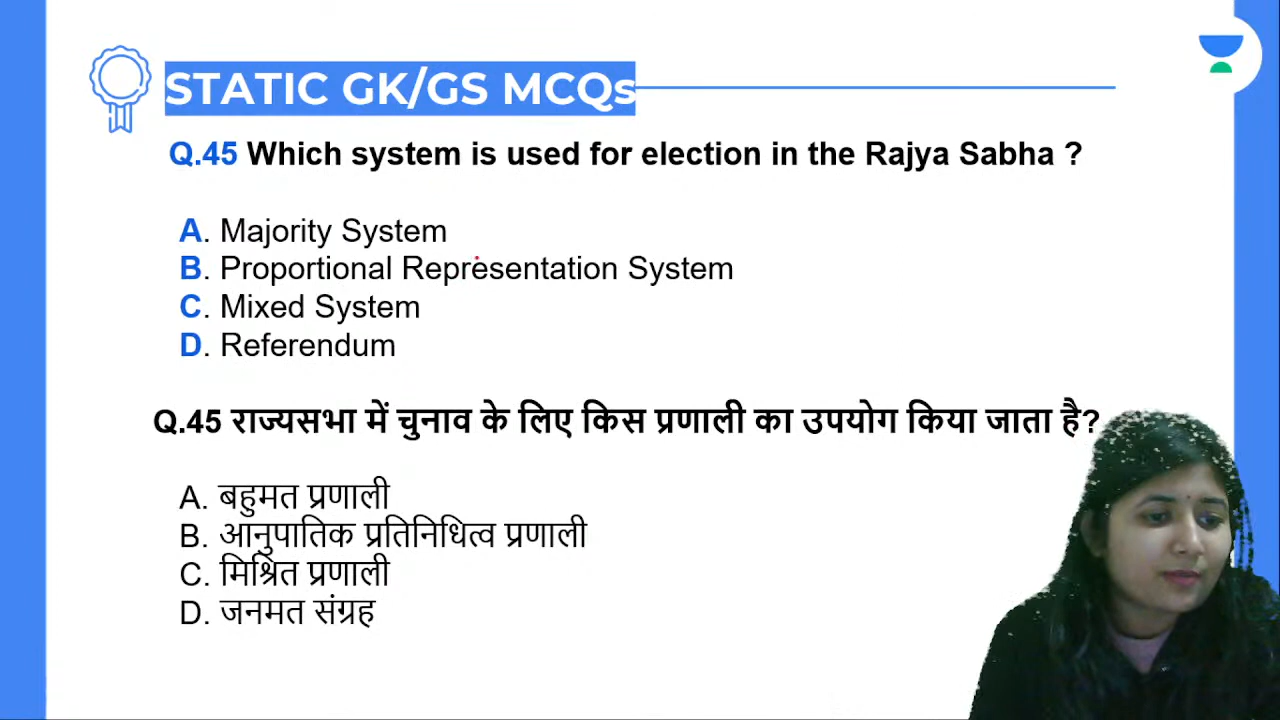 STATIC GK/GS MCQs
Q.45 Which system is used for election in the Rajya Sabha ?
A. Majority System
B. Proportional Representation System
C. Mixed System
D. Referendum
Q.45 राज्यसभा में चुनाव के लिए किस प्रणाली का उपयोग किया जाता है?
A. बहुमत प्रणाली
B. आनुपातिक प्रतिनिधित्व प्रणाली
C. मिश्रित प्रणाली
D. जनमत संग्रह